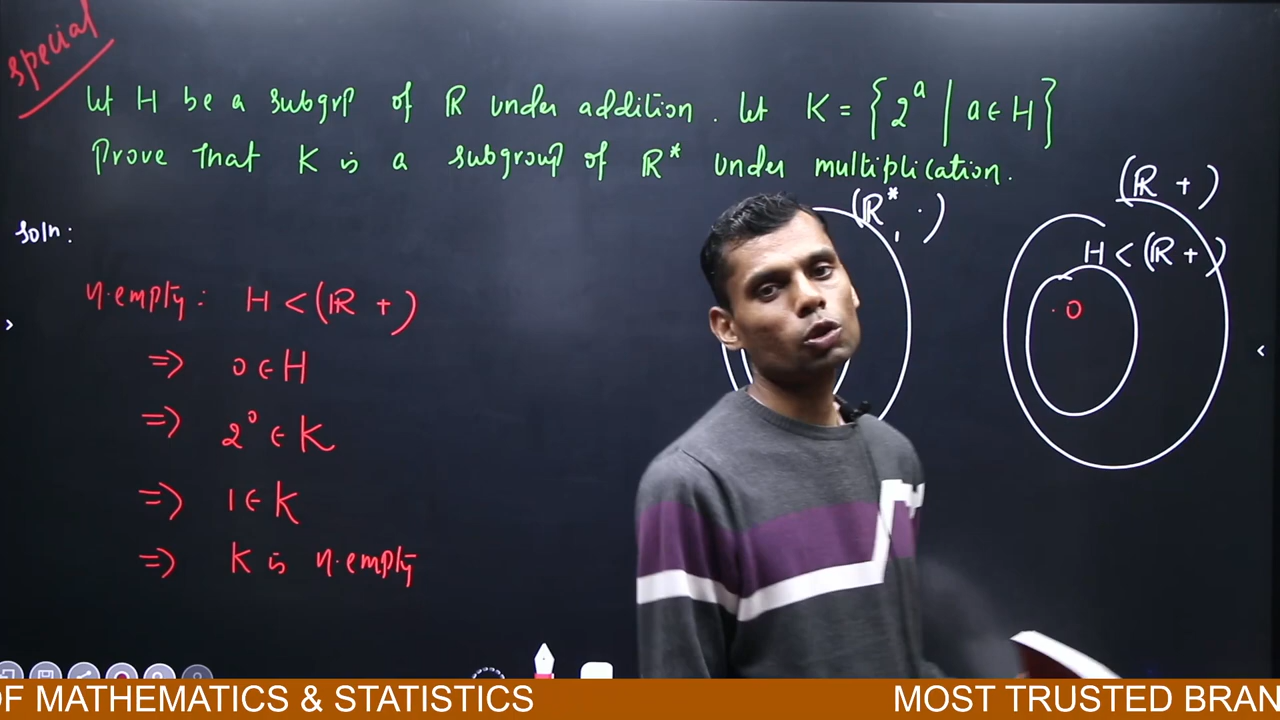 special
Let H be a subgrp of ℝ under addition. Let K = { 2^a | a ∈ H }
Prove that K is a subgroup of ℝ* under multiplication.
Soln:
(ℝ*, ·)
(ℝ +)
H < (ℝ +)
0
n.empty: H < (ℝ +)
=> 0 ∈ H
=> 2^0 ∈ K
=> 1 ∈ K
=> K is n.empty
OF MATHEMATICS & STATISTICS MOST TRUSTED BRAN